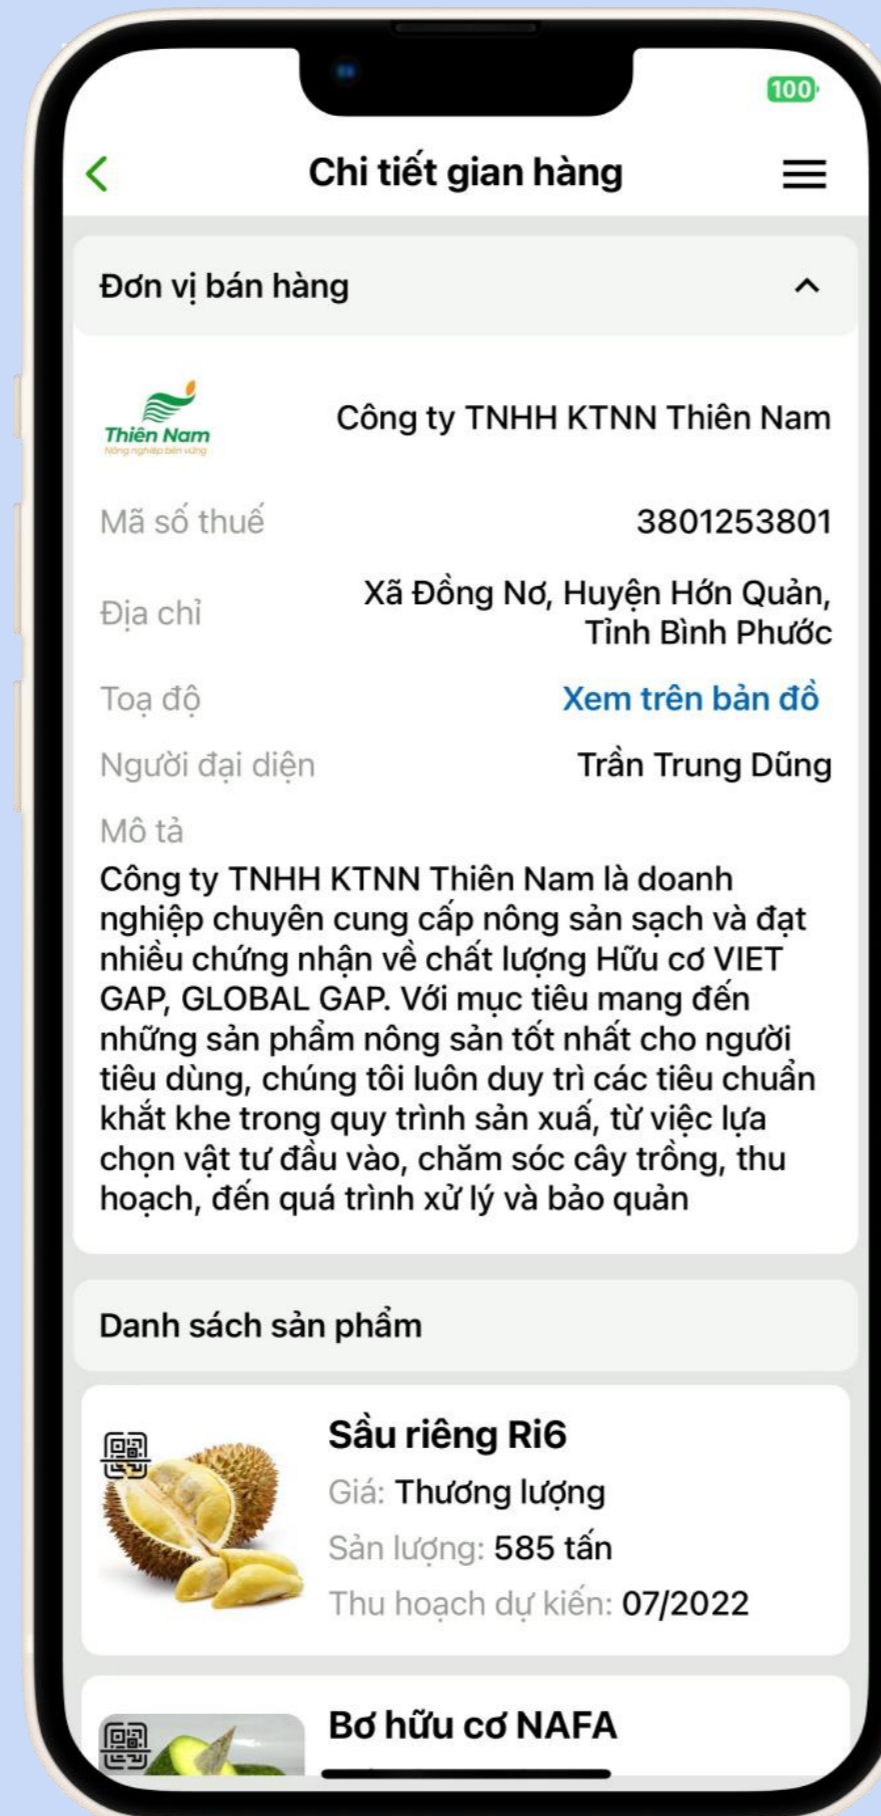 100
Chi tiết gian hàng
Đơn vị bán hàng
Thiên Nam
Nông nghiệp bền vững
Công ty TNHH KTNN Thiên Nam
Mã số thuế
3801253801
Địa chỉ
Xã Đồng Nơ, Huyện Hớn Quản,
Tỉnh Bình Phước
Toạ độ
Xem trên bản đồ
Người đại diện
Trần Trung Dũng
Mô tả
Công ty TNHH KTNN Thiên Nam là doanh
nghiệp chuyên cung cấp nông sản sạch và đạt
nhiều chứng nhận về chất lượng Hữu cơ VIET
GAP, GLOBAL GAP. Với mục tiêu mang đến
những sản phẩm nông sản tốt nhất cho người
tiêu dùng, chúng tôi luôn duy trì các tiêu chuẩn
khắt khe trong quy trình sản xuấ, từ việc lựa
chọn vật tư đầu vào, chăm sóc cây trồng, thu
hoạch, đến quá trình xử lý và bảo quản
Danh sách sản phẩm
Sầu riêng Ri6
Giá: Thương lượng
Sản lượng: 585 tấn
Thu hoạch dự kiến: 07/2022
Bơ hữu cơ NAFA